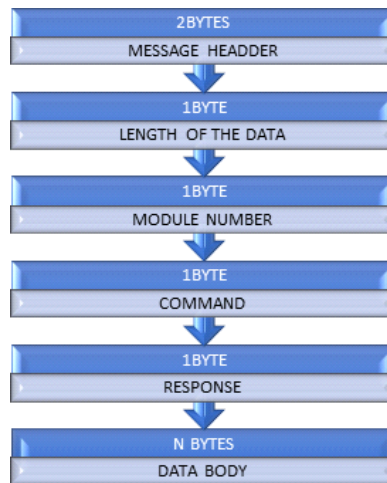 2BYTES
MESSAGE HEADDER
1BYTE
LENGTH OF THE DATA
1BYTE
MODULE NUMBER
1BYTE
COMMAND
1BYTE
RESPONSE
N BYTES
DATA BODY